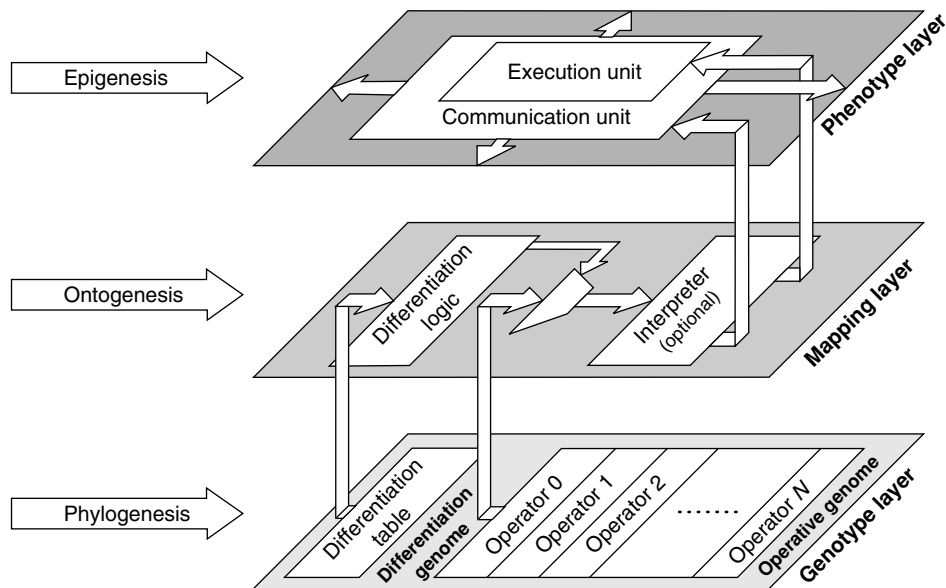 Epigenesis
Execution unit
Communication unit
Phenotype layer
Ontogenesis
Differentiation
logic
Interpreter
(optional)
Mapping layer
Phylogenesis
Differentiation
table
Differentiation
genome
Operator 0
Operator 1
Operator 2
........
Operator N
Operative genome
Genotype layer